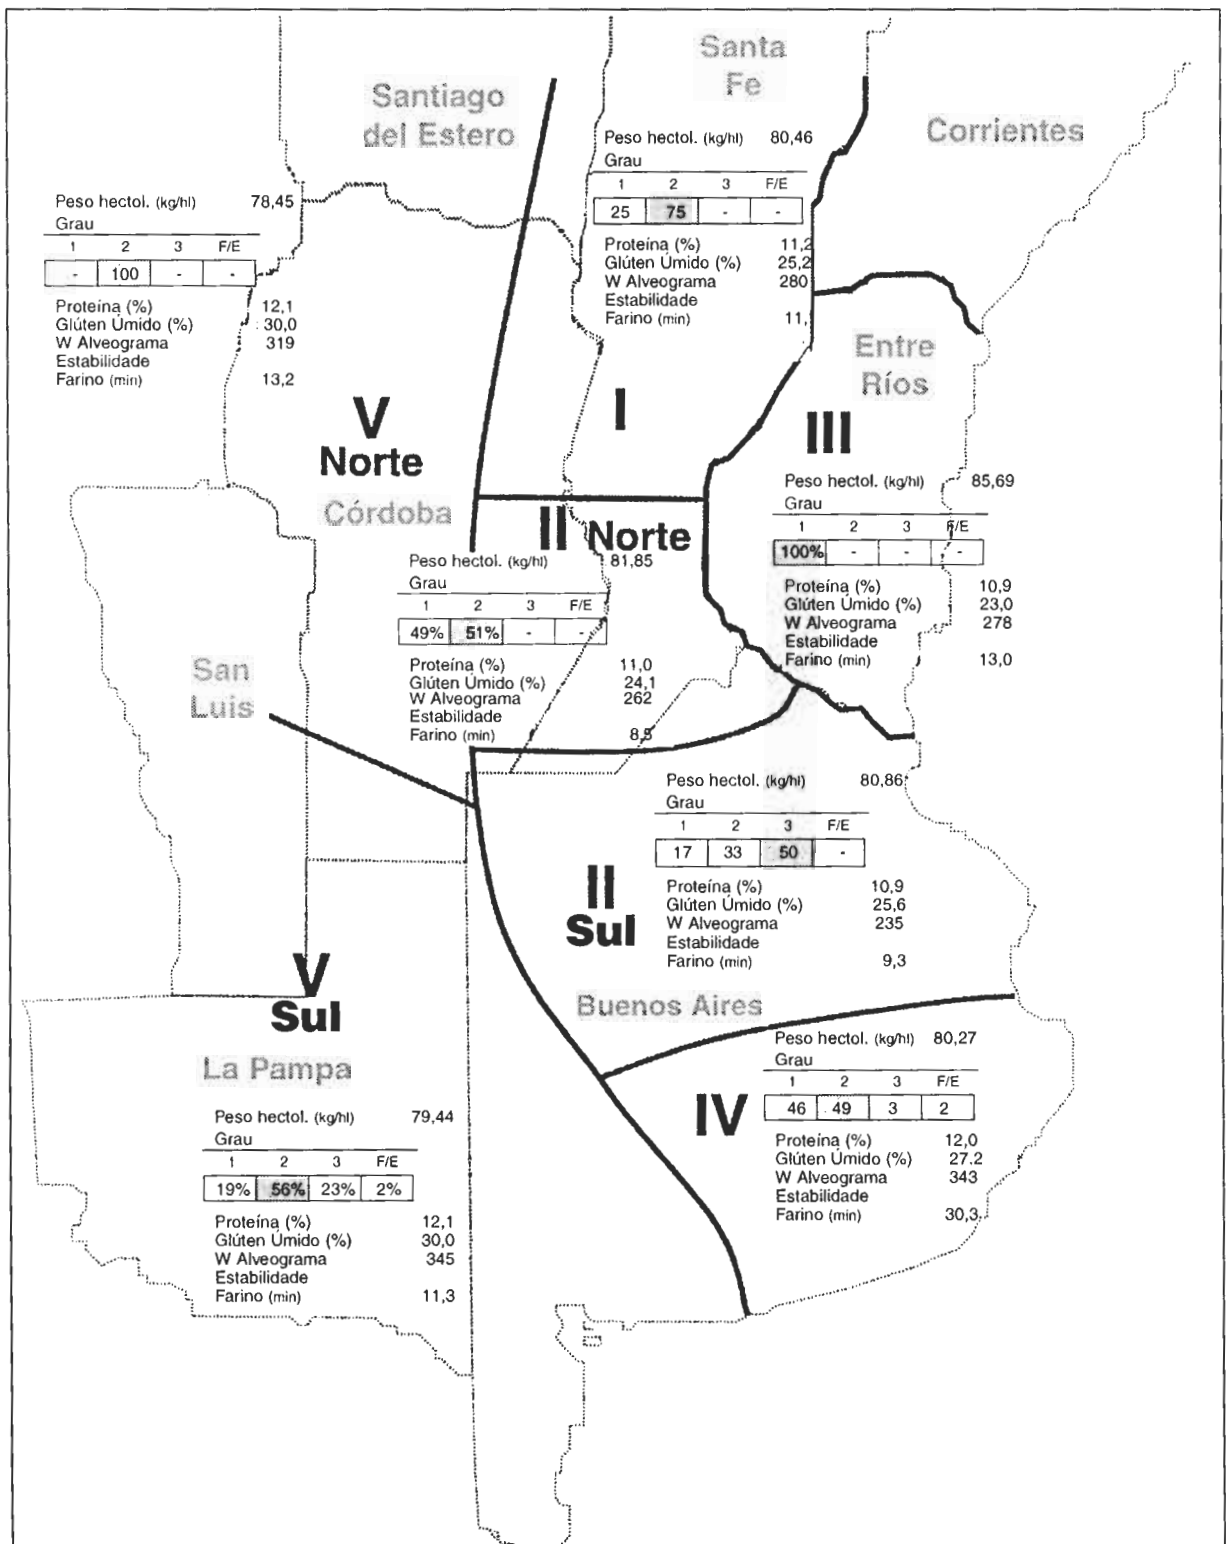 Santa
Fe
Santiago
del Estero
Corrientes
Peso hectol. (kg/hl) 80,46
Grau
1 2 3 F/E
25 75 - -
Proteína (%) 11,2
Glúten Úmido (%) 25,2
W Alveograma 280
Estabilidade
Farino (min) 11,
Peso hectol. (kg/hl) 78,45
Grau
1 2 3 F/E
- 100 - -
Proteína (%) 12,1
Glúten Úmido (%) 30,0
W Alveograma 319
Estabilidade
Farino (min) 13,2
Entre
Ríos
I
V
Norte
III
Córdoba
Peso hectol. (kg/hl) 85,69
Grau
1 2 3 F/E
100% - - -
Proteína (%) 10,9
Glúten Úmido (%) 23,0
W Alveograma 278
Estabilidade
Farino (min) 13,0
II Norte
Peso hectol. (kg/hl) 81,85
Grau
1 2 3 F/E
49% 51% - -
Proteína (%) 11,0
Glúten Úmido (%) 24,1
W Alveograma 262
Estabilidade
Farino (min) 8,5
San
Luis
Peso hectol. (kg/hl) 80,86
Grau
1 2 3 F/E
17 33 50 -
Proteína (%) 10,9
Glúten Úmido (%) 25,6
W Alveograma 235
Estabilidade
Farino (min) 9,3
II
Sul
V
Sul
Buenos Aires
La Pampa
Peso hectol. (kg/hl) 80,27
Grau
1 2 3 F/E
46 49 3 2
Proteína (%) 12,0
Glúten Úmido (%) 27.2
W Alveograma 343
Estabilidade
Farino (min) 30,3
IV
Peso hectol. (kg/hl) 79,44
Grau
1 2 3 F/E
19% 56% 23% 2%
Proteína (%) 12,1
Glúten Úmido (%) 30,0
W Alveograma 345
Estabilidade
Farino (min) 11,3